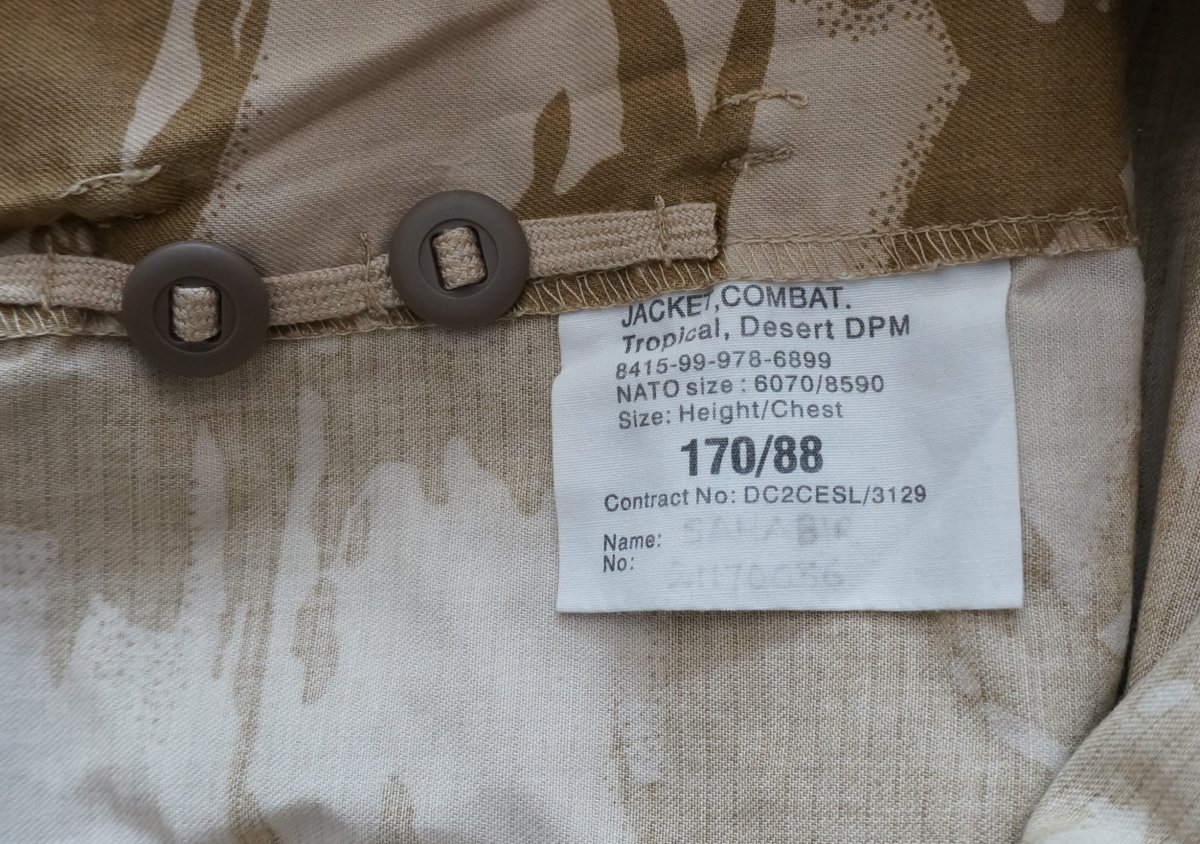 JACKET,COMBAT.
Tropical, Desert DPM
8415-99-978-6899
NATO size : 6070/8590
Size: Height/Chest
170/88
Contract No: DC2CESL/3129
Name:
No: